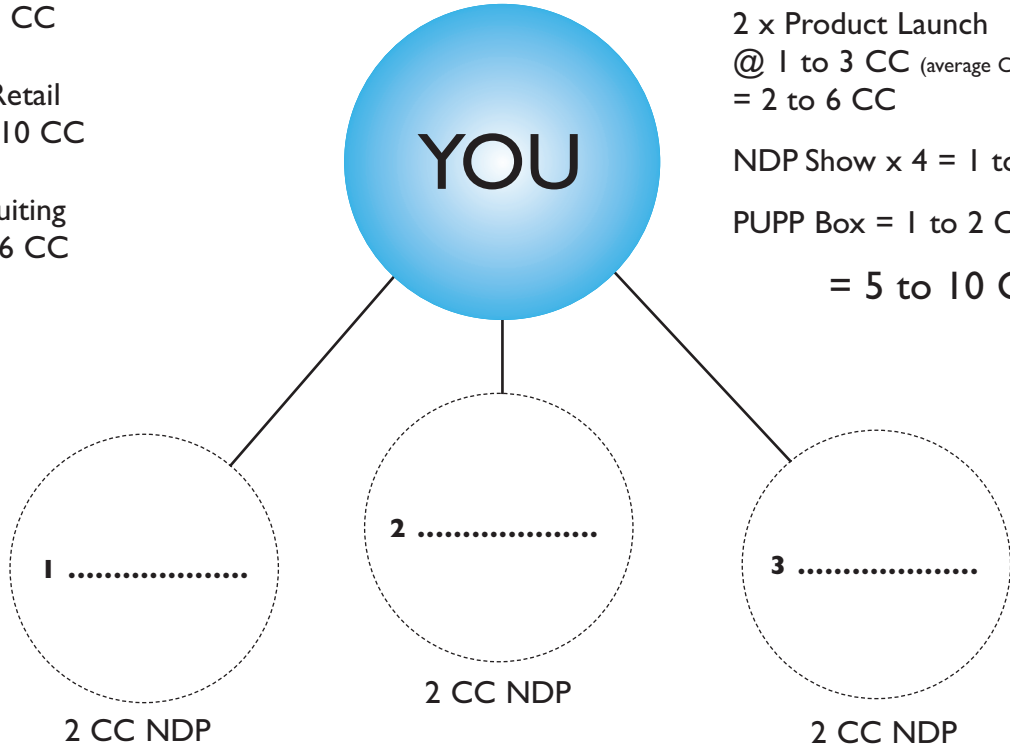 CC
Retail
10 CC
uiting
6 CC
YOU
2 x Product Launch
@ 1 to 3 CC (average
= 2 to 6 CC
NDP Show x 4 = 1 to
PUPP Box = 1 to 2
= 5 to 10
1 ....................
2 ....................
3 ....................
2 CC NDP
2 CC NDP
2 CC NDP